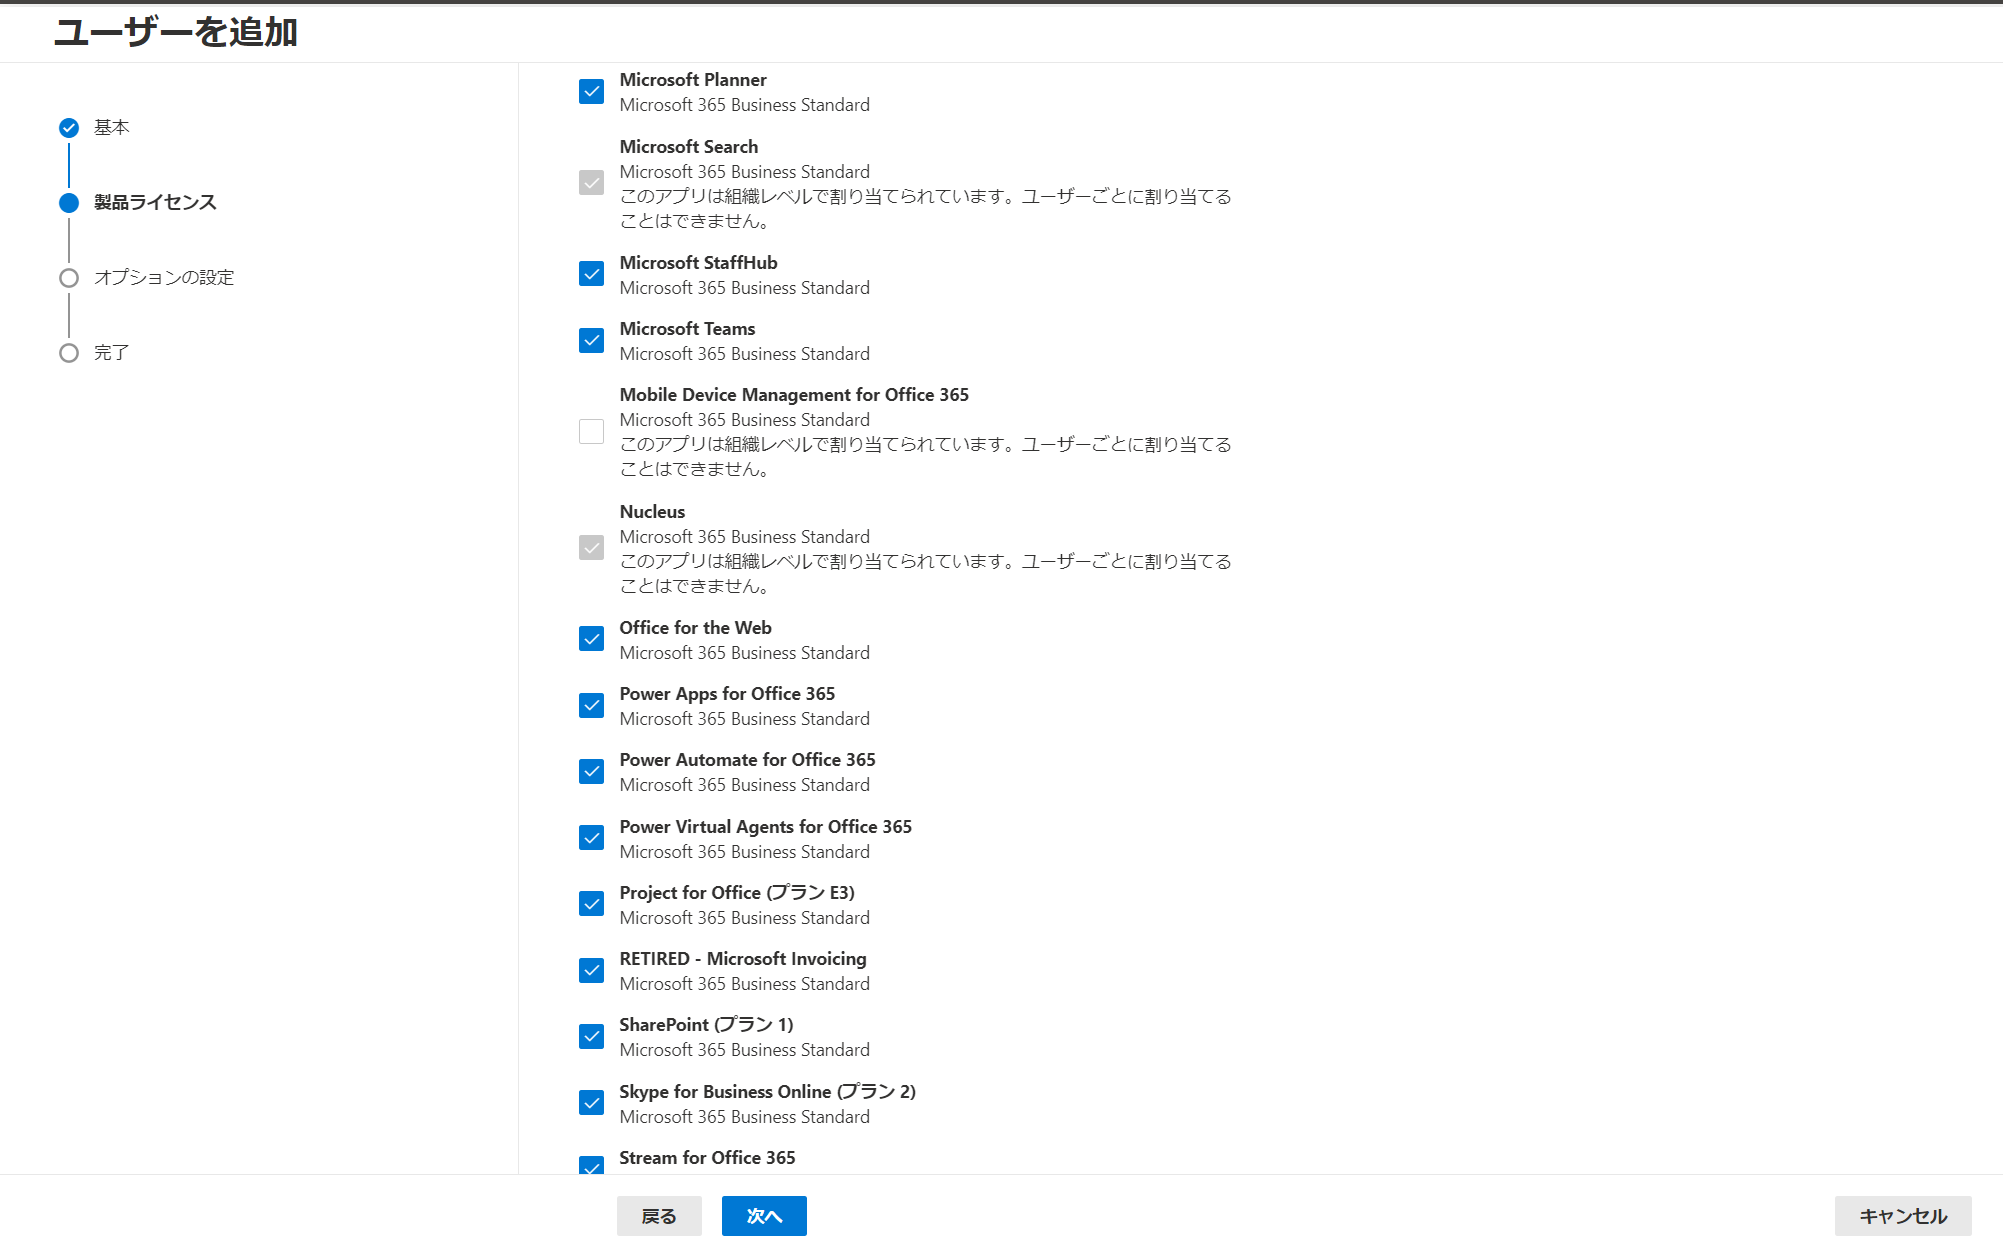 ユーザーを追加
基本
製品ライセンス
オプションの設定
完了
Microsoft Planner
Microsoft 365 Business Standard
Microsoft Search
Microsoft 365 Business Standard
このアプリは組織レベルで割り当てられています。ユーザーごとに割り当てる
ことはできません。
Microsoft StaffHub
Microsoft 365 Business Standard
Microsoft Teams
Microsoft 365 Business Standard
Mobile Device Management for Office 365
Microsoft 365 Business Standard
このアプリは組織レベルで割り当てられています。ユーザーごとに割り当てる
ことはできません。
Nucleus
Microsoft 365 Business Standard
このアプリは組織レベルで割り当てられています。ユーザーごとに割り当てる
ことはできません。
Office for the Web
Microsoft 365 Business Standard
Power Apps for Office 365
Microsoft 365 Business Standard
Power Automate for Office 365
Microsoft 365 Business Standard
Power Virtual Agents for Office 365
Microsoft 365 Business Standard
Project for Office (プラン E3)
Microsoft 365 Business Standard
RETIRED - Microsoft Invoicing
Microsoft 365 Business Standard
SharePoint (プラン 1)
Microsoft 365 Business Standard
Skype for Business Online (プラン 2)
Microsoft 365 Business Standard
Stream for Office 365
戻る
次へ
キャンセル